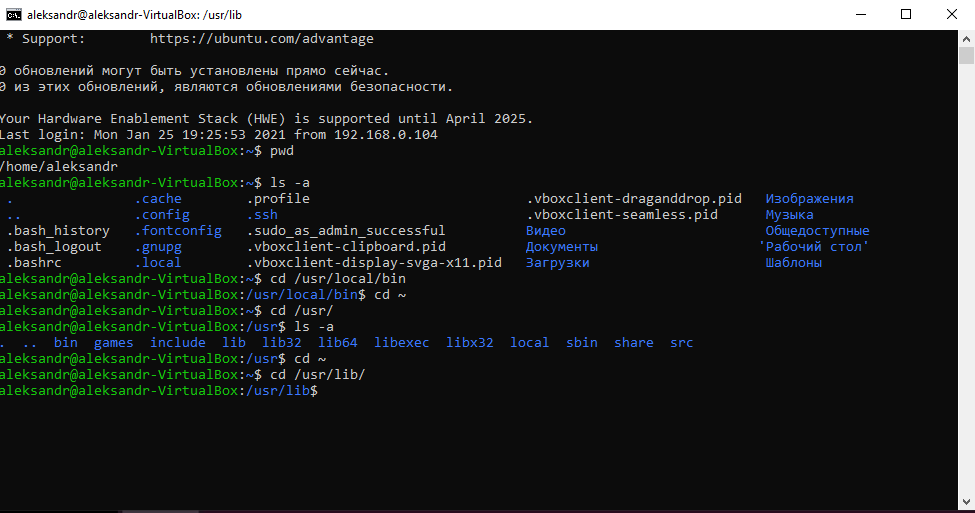 aleksandr@aleksandr-VirtualBox: /usr/lib
* Support:        https://ubuntu.com/advantage
0 обновлений могут быть установлены прямо сейчас.
0 из этих обновлений, являются обновлениями безопасности.
Your Hardware Enablement Stack (HWE) is supported until April 2025.
Last login: Mon Jan 25 19:25:53 2021 from 192.168.0.104
aleksandr@aleksandr-VirtualBox:~$ pwd
/home/aleksandr
aleksandr@aleksandr-VirtualBox:~$ ls -a
.               .cache        .profile                           .vboxclient-draganddrop.pid   Изображения
..              .config       .ssh                               .vboxclient-seamless.pid      Музыка
.bash_history   .fontconfig   .sudo_as_admin_successful          Видео                         Общедоступные
.bash_logout    .gnupg        .vboxclient-clipboard.pid          Документы                    'Рабочий стол'
.bashrc         .local        .vboxclient-display-svga-x11.pid   Загрузки                      Шаблоны
aleksandr@aleksandr-VirtualBox:~$ cd /usr/local/bin
aleksandr@aleksandr-VirtualBox:/usr/local/bin$ cd ~
aleksandr@aleksandr-VirtualBox:~$ cd /usr/
aleksandr@aleksandr-VirtualBox:/usr$ ls -a
.  ..  bin  games  include  lib  lib32  lib64  libexec  libx32  local  sbin  share  src
aleksandr@aleksandr-VirtualBox:/usr$ cd ~
aleksandr@aleksandr-VirtualBox:~$ cd /usr/lib/
aleksandr@aleksandr-VirtualBox:/usr/lib$